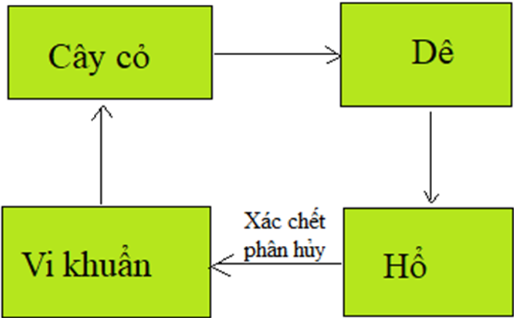 Cây cỏ
Dê
Xác chết
phân hủy
Vi khuẩn
Hổ